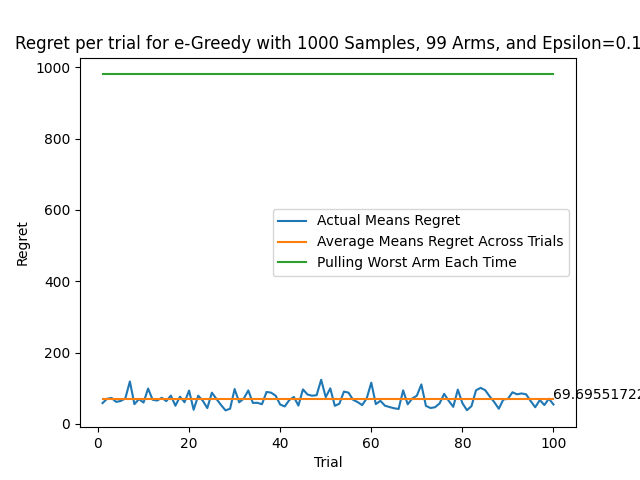 Regret per trial for e-Greedy with 1000 Samples, 99 Arms, and Epsilon=0.1
1000
800
600
400
200
0
Regret
Actual Means Regret
Average Means Regret Across Trials
Pulling Worst Arm Each Time
69.69551722
0 20 40 60 80 100
Trial